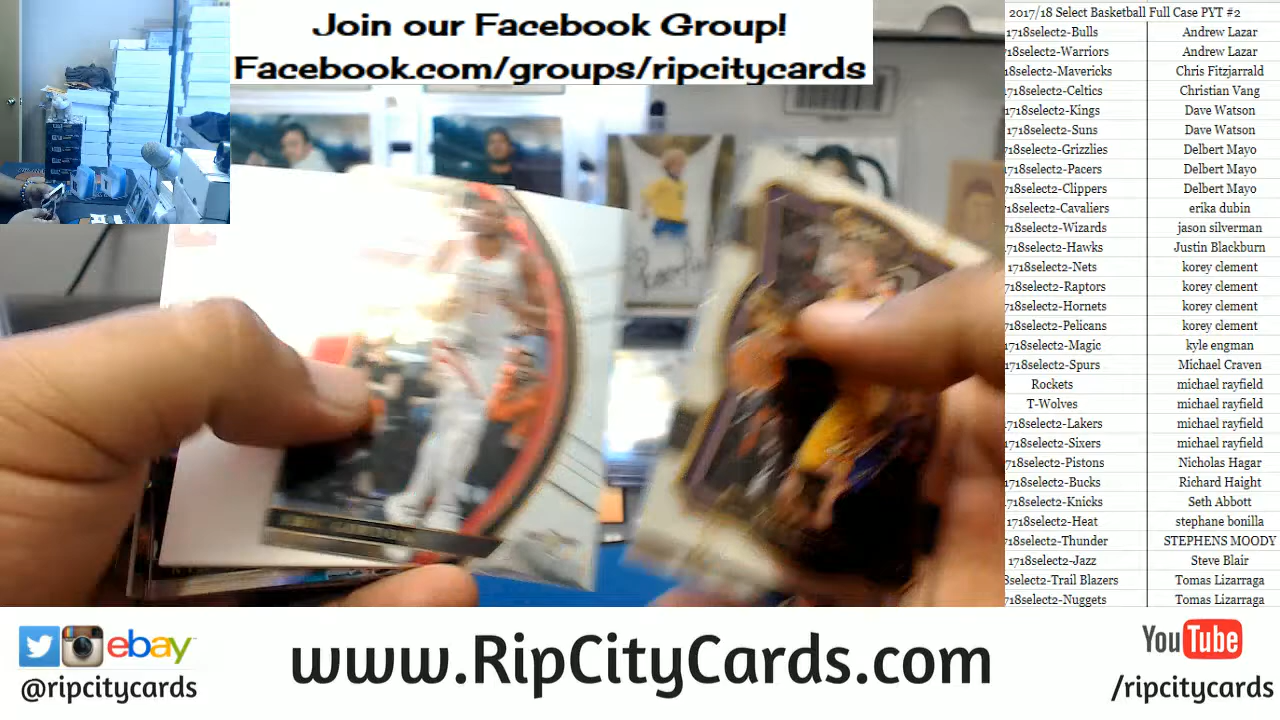 Join our Facebook Group!
Facebook.com/groups/ripcitycards
2017/18 Select Basketball Full Case PYT #2
1718select2-Bulls Andrew Lazar
1718select2-Warriors Andrew Lazar
718select2-Mavericks Chris Fitzjarrald
1718select2-Celtics Christian Vang
1718select2-Kings Dave Watson
1718select2-Suns Dave Watson
1718select2-Grizzlies Delbert Mayo
1718select2-Pacers Delbert Mayo
1718select2-Clippers Delbert Mayo
718select2-Cavaliers erika dubin
1718select2-Wizards jason silverman
1718select2-Hawks Justin Blackburn
1718select2-Nets korey clement
1718select2-Raptors korey clement
1718select2-Hornets korey clement
1718select2-Pelicans korey clement
1718select2-Magic kyle engman
1718select2-Spurs Michael Craven
Rockets michael rayfield
T-Wolves michael rayfield
1718select2-Lakers michael rayfield
1718select2-Sixers michael rayfield
1718select2-Pistons Nicholas Hagar
1718select2-Bucks Richard Haight
1718select2-Knicks Seth Abbott
1718select2-Heat stephane bonilla
1718select2-Thunder STEPHENS MOODY
1718select2-Jazz Steve Blair
8select2-Trail Blazers Tomas Lizarraga
718select2-Nuggets Tomas Lizarraga
ebay
@ripcitycards
www.RipCityCards.com
You Tube
/ripcitycards